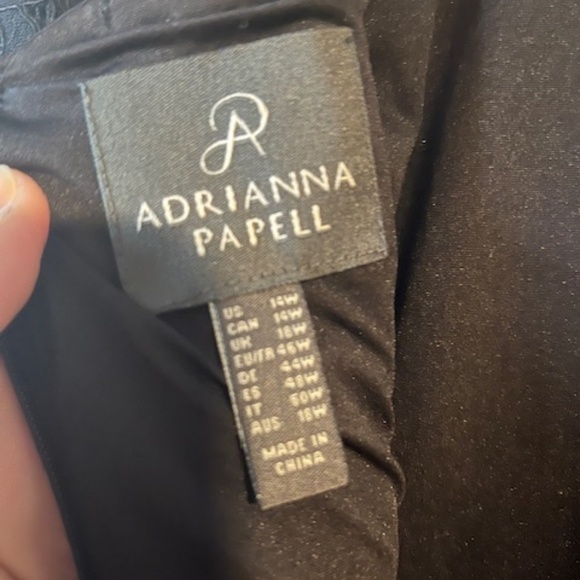 ADRIANNA
PAPELL
US 14W
CAN 14W
UK 18W
EU/FR 46W
DE 44W
ES 48W
IT 50W
AUS 18W
MADE IN
CHINA